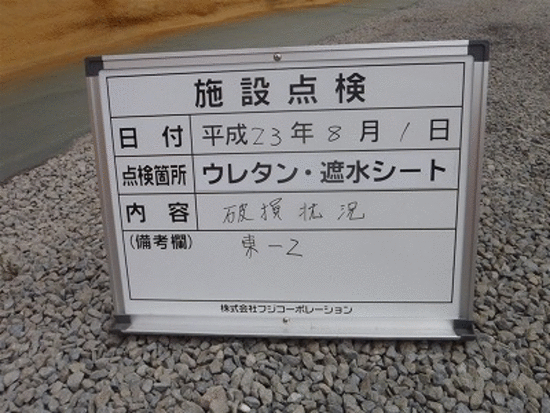 施設点検
日付 平成23年8月1日
点検箇所 ウレタン・遮水シート
内容 破損状況
(備考欄) 東-2
株式会社フジコーポレーション